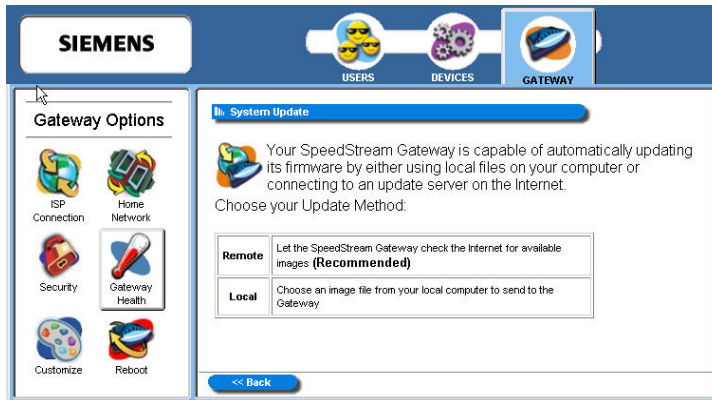 SIEMENS
USERS
DEVICES
GATEWAY
Gateway Options
ISP
Connection
Home
Network
Security
Gateway
Health
Customize
Reboot
System Update
Your SpeedStream Gateway is capable of automatically updating
its firmware by either using local files on your computer or
connecting to an update server on the Internet.
Choose your Update Method:
Remote
Let the SpeedStream Gateway check the Internet for available
images (Recommended)
Local
Choose an image file from your local computer to send to the
Gateway
<< Back